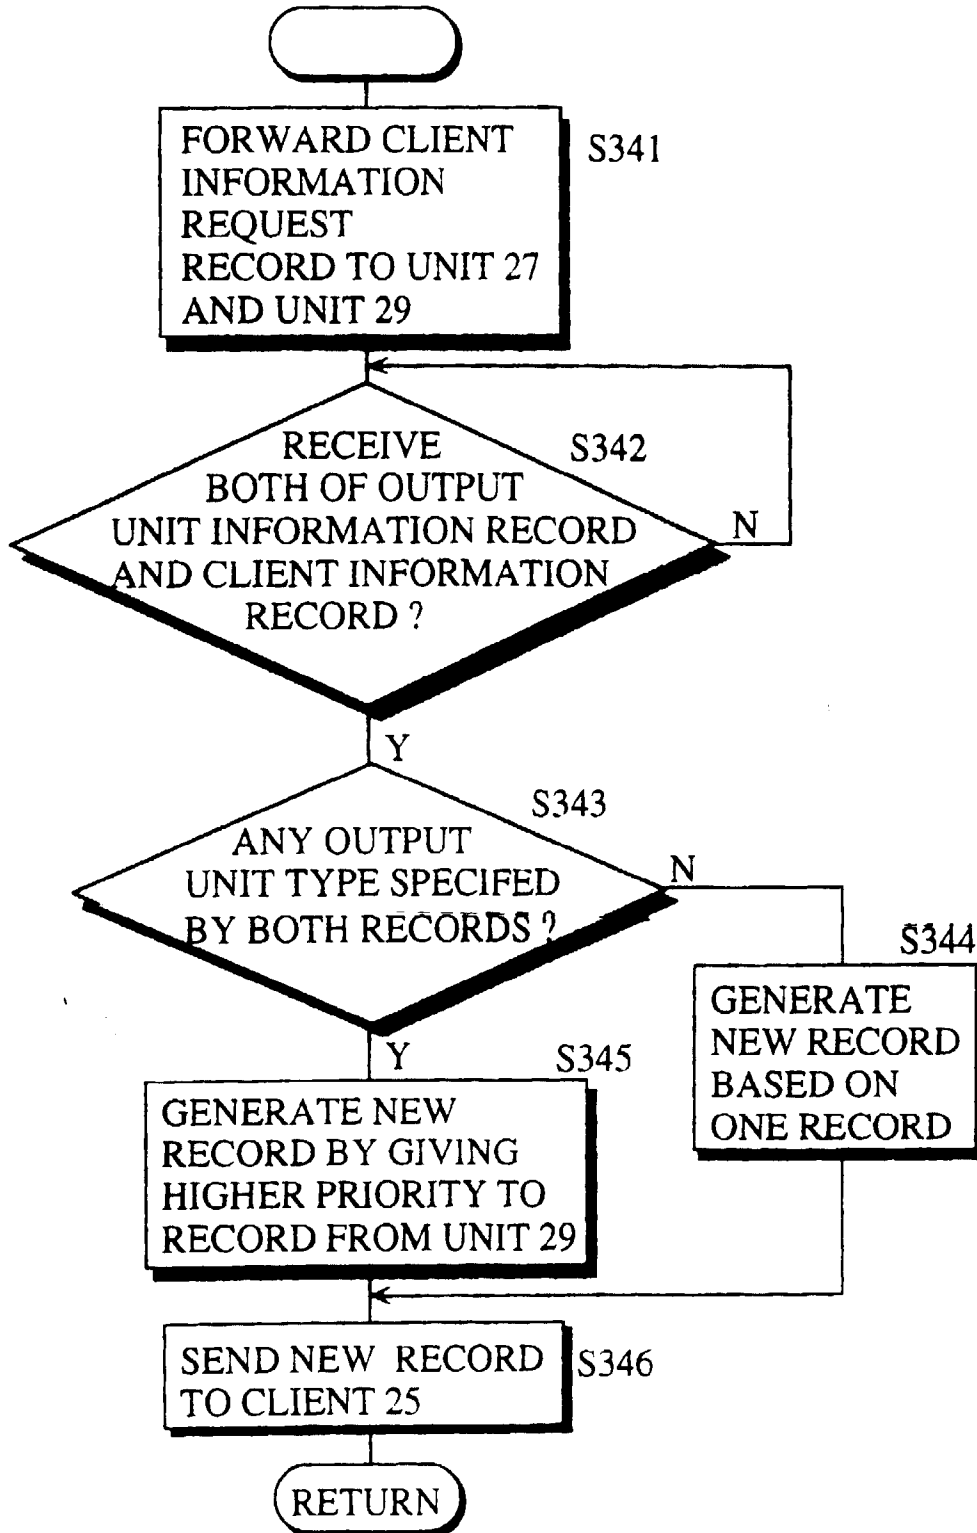 FORWARD CLIENT
INFORMATION
REQUEST
RECORD TO UNIT 27
AND UNIT 29
S341
RECEIVE
BOTH OF OUTPUT
UNIT INFORMATION RECORD
AND CLIENT INFORMATION
RECORD ?
S342
N
Y
ANY OUTPUT
UNIT TYPE SPECIFED
BY BOTH RECORDS ?
S343
N
S344
GENERATE
NEW RECORD
BASED ON
ONE RECORD
Y
S345
GENERATE NEW
RECORD BY GIVING
HIGHER PRIORITY TO
RECORD FROM UNIT 29
SEND NEW RECORD
TO CLIENT 25
S346
RETURN